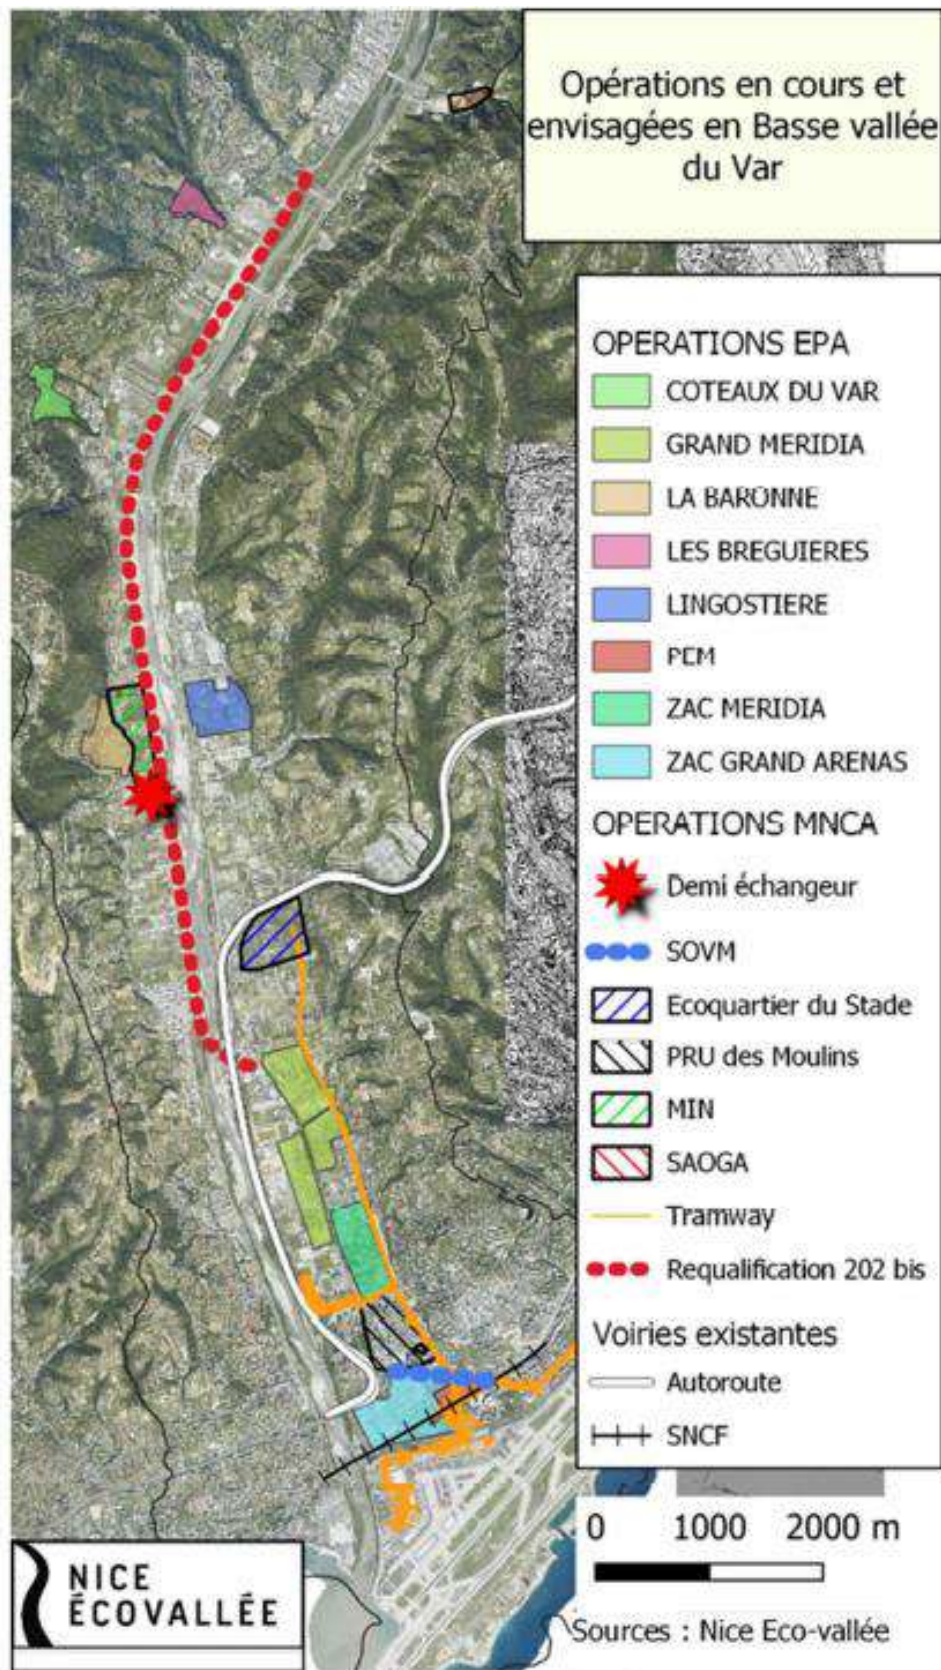 Opérations en cours et
envisagées en Basse vallée
du Var
OPERATIONS EPA
COTEAUX DU VAR
GRAND MERIDIA
LA BARONNE
LES BREGUIERES
LINGOSTIERE
PEM
ZAC MERIDIA
ZAC GRAND ARENAS
OPERATIONS MNCA
Demi échangeur
SOVM
Ecoquartier du Stade
PRU des Moulins
MIN
SAOGA
Tramway
Requalification 202 bis
Voiries existantes
Autoroute
SNCF
0 1000 2000 m
NICE
ÉCOVALLÉE
Sources : Nice Eco-vallée